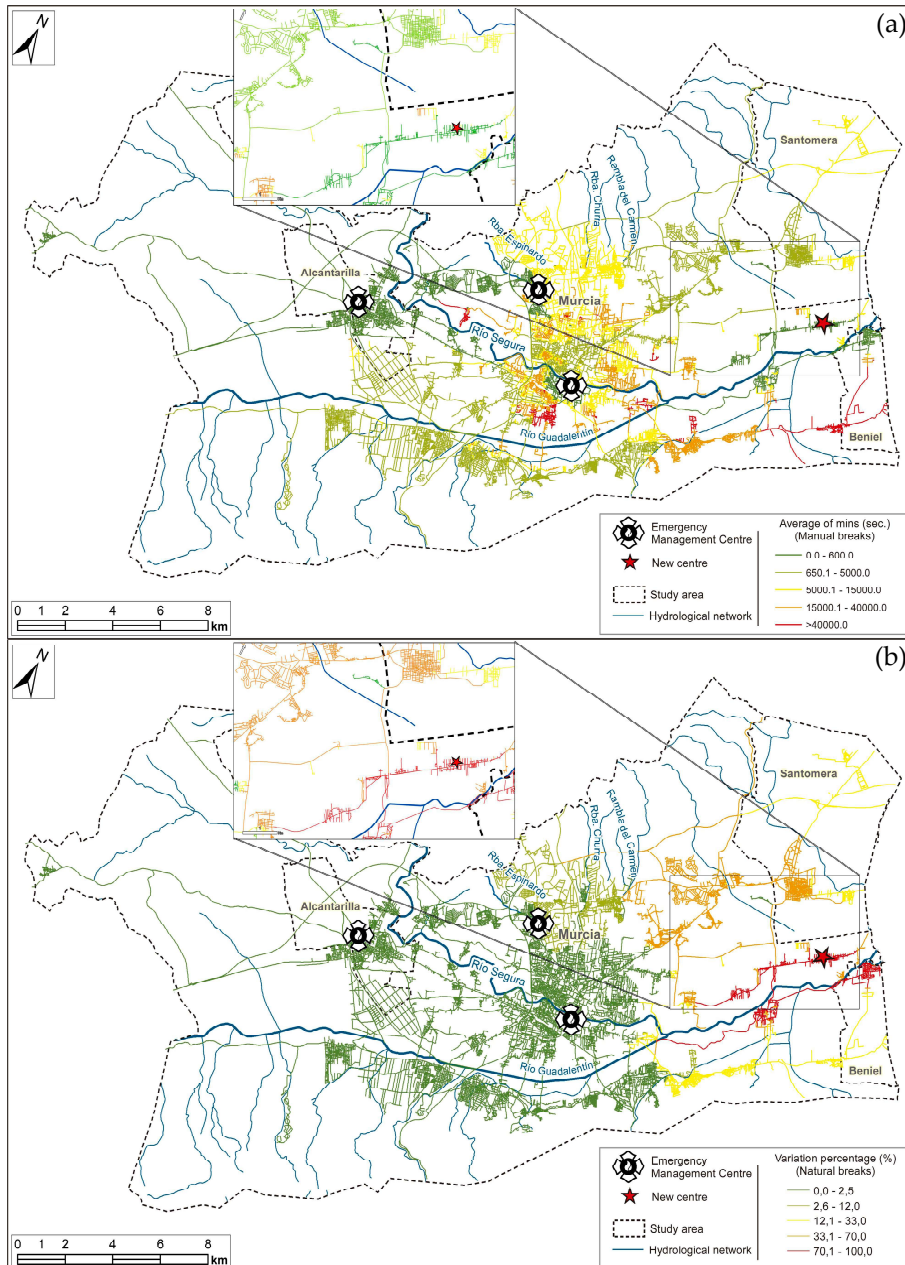 (a)
Santomera
Rambla del Carmen
Rba. Churra
Rba. Espinardo
Alcantarilla
Murcia
Río Segura
Río Guadalentín
Beniel
Emergency
Management Centre
New centre
Study area
Hydrological network
Average of mins (sec.)
(Manual breaks)
0.0 - 600.0
650.1 - 5000.0
5000.1 - 15000.0
15000.1 - 40000.0
>40000.0
0 2 4 6 8
km
(b)
Santomera
Rambla del Carmen
Rba. Churra
Rba. Espinardo
Alcantarilla
Murcia
Río Segura
Río Guadalentín
Beniel
Emergency
Management Centre
New centre
Study area
Hydrological network
Variation percentage (%)
(Natural breaks)
0,0 - 2,5
2,6 - 12,0
12,1 - 33,0
33,1 - 70,0
70,1 - 100,0
0 2 4 6 8
km